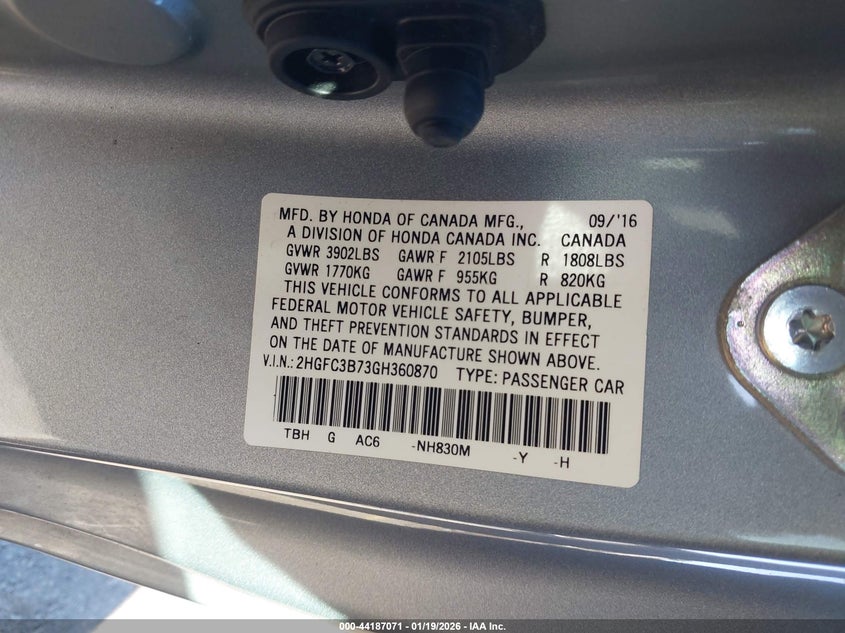 MFD. BY HONDA OF CANADA MFG., 09/'16
A DIVISION OF HONDA CANADA INC. CANADA
GVWR 3902LBS GAWR F 2105LBS R 1808LBS
GVWR 1770KG GAWR F 955KG R 820KG
THIS VEHICLE CONFORMS TO ALL APPLICABLE
FEDERAL MOTOR VEHICLE SAFETY, BUMPER,
AND THEFT PREVENTION STANDARDS IN EFFECT
ON THE DATE OF MANUFACTURE SHOWN ABOVE.
V.I.N.: 2HGFC3B73GH360870 TYPE: PASSENGER CAR
TBH G AC6 -NH830M -Y -H
000-44187071 - 01/19/2026 - IAA Inc.